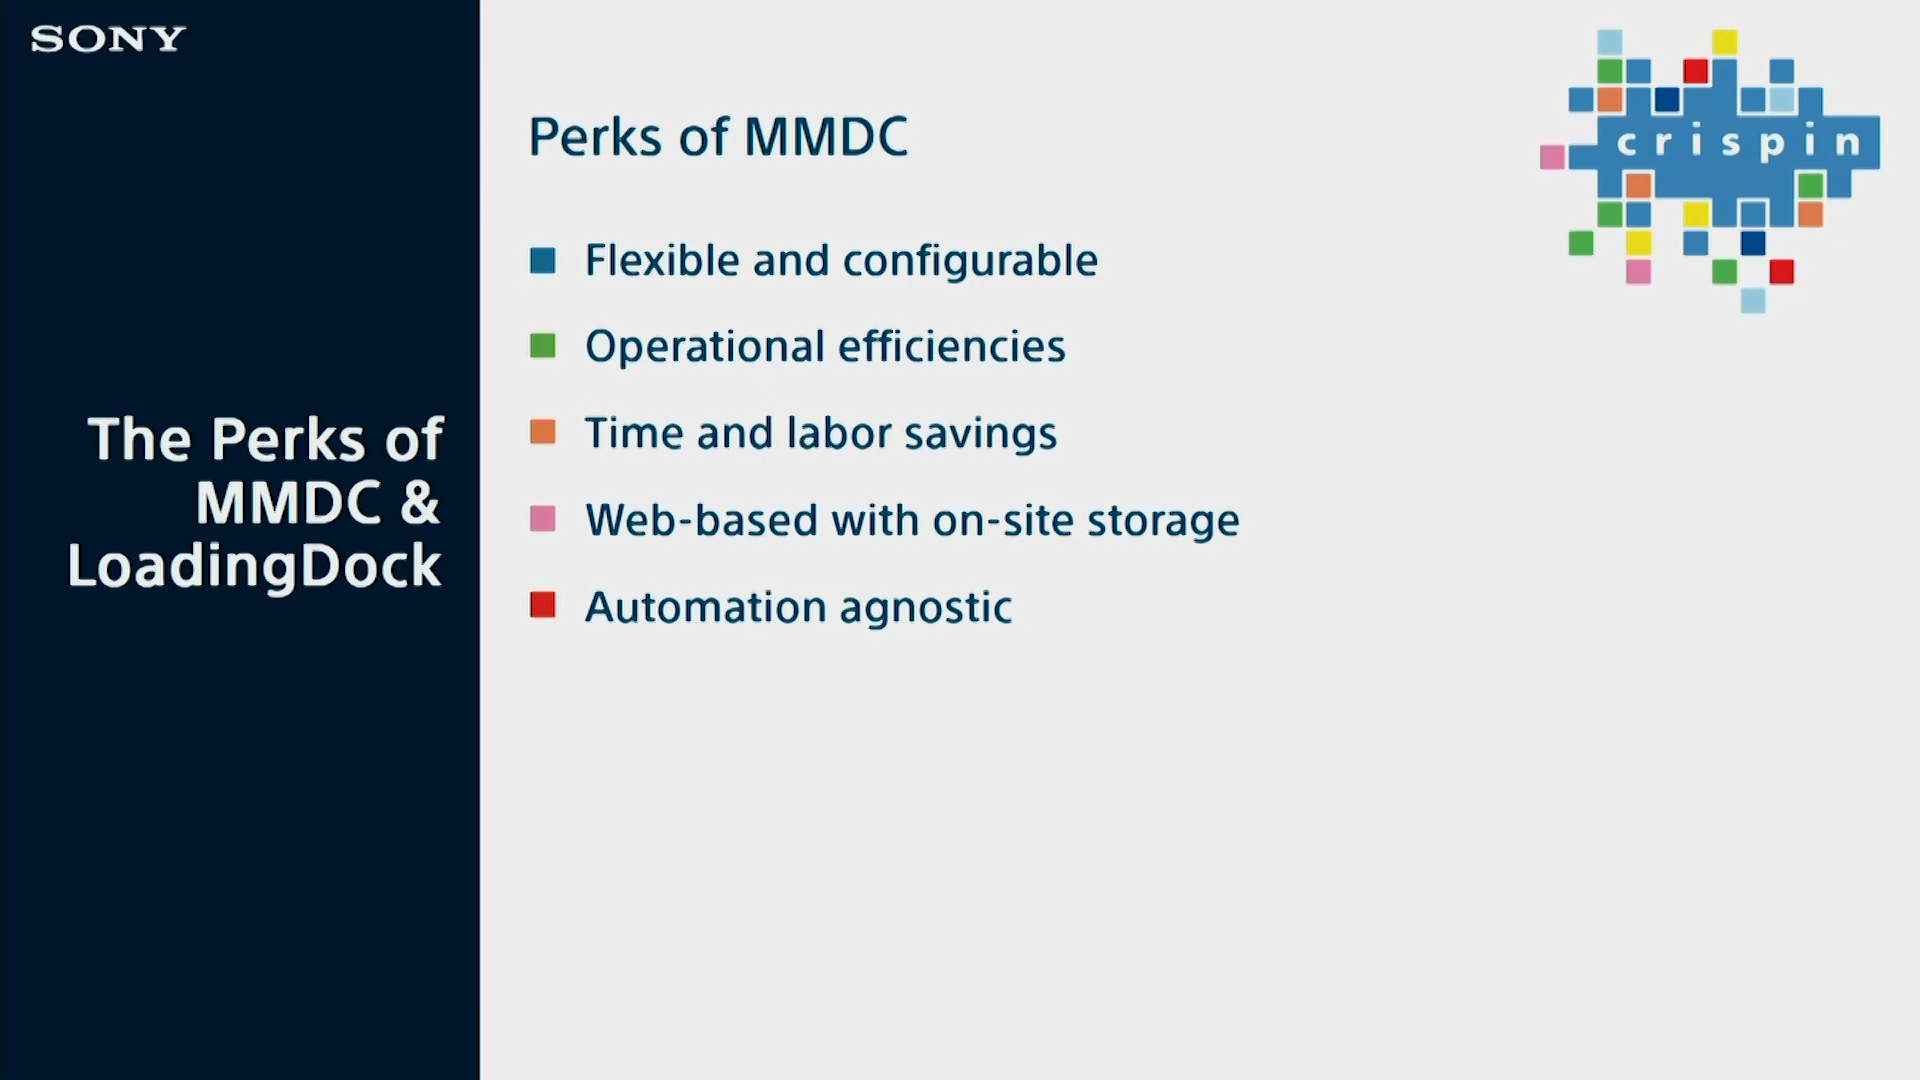 SONY
The Perks of
MMDC &
LoadingDock
Perks of MMDC
Flexible and configurable
Operational efficiencies
Time and labor savings
Web-based with on-site storage
Automation agnostic
crispin